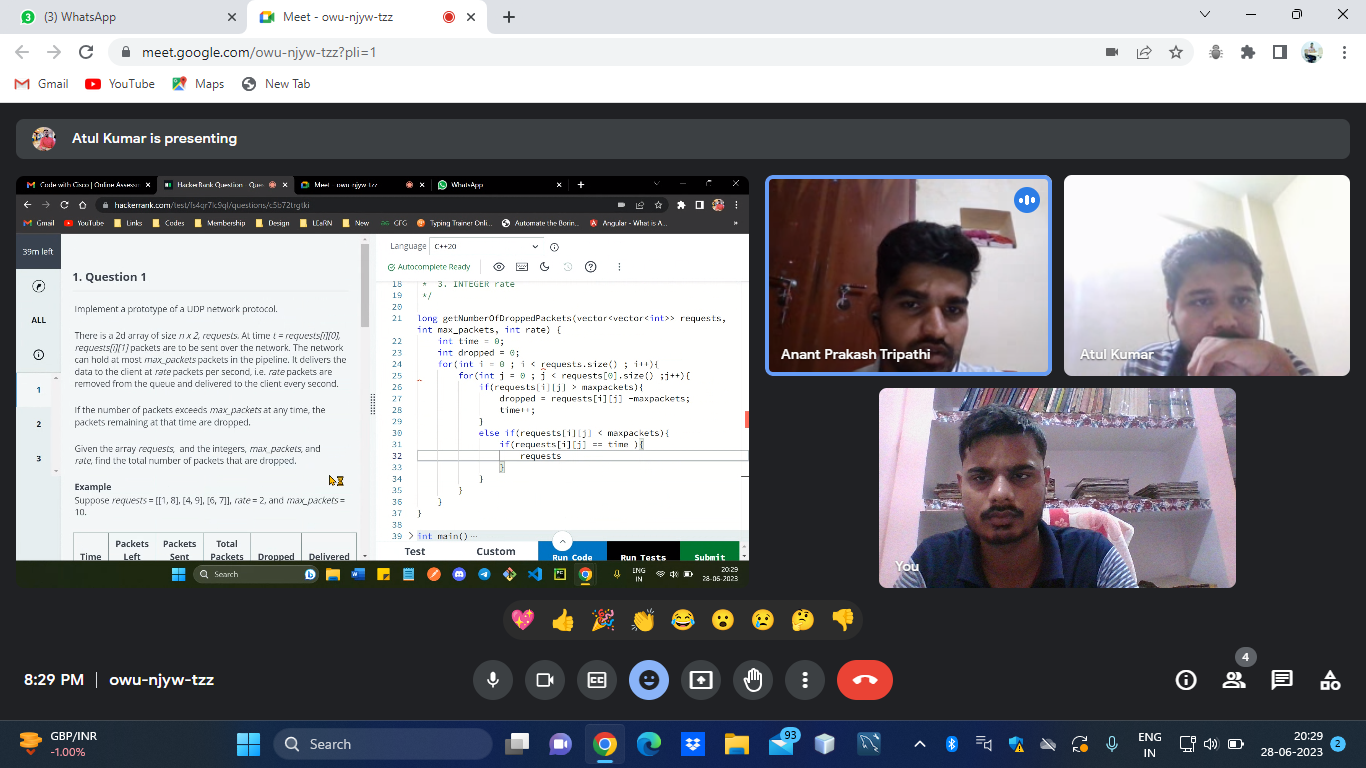 (3) WhatsApp
Meet - owu-njyw-tzz
meet.google.com/owu-njyw-tzz?pli=1
Gmail
YouTube
Maps
New Tab
Atul Kumar is presenting
Code with Cisco | Online Assess
HackerRank Question - Ques
Meet - owu-njyw-tzz
WhatsApp
hackerrank.com/test/fs4qr7lc9ql/questions/c5b72trgtki
Gmail
YouTube
Links
Codes
Membership
Design
LEaRN
New
GFG
Typing Trainer Onli...
Automate the Borin...
Angular - What is A...
39m left
ALL
1
2
3
1. Question 1
Implement a prototype of a UDP network protocol.
There is a 2d array of size n x 2, requests. At time t = requests[i][0],
requests[i][1] packets are to be sent over the network. The network
can hold at most max_packets packets in the pipeline. It delivers the
data to the client at rate packets per second, i.e. rate packets are
removed from the queue and delivered to the client every second.
If the number of packets exceeds max_packets at any time, the
packets remaining at that time are dropped.
Given the array requests, and the integers, max_packets, and
rate, find the total number of packets that are dropped.
Example
Suppose requests = [[1, 8], [4, 9], [6, 7]], rate = 2, and max_packets =
10.
Time
Packets
Left
Packets
Sent
Total
Packets
Dropped
Delivered
Language
C++20
Autocomplete Ready
18 * 3. INTEGER rate
19 */
20
21 long getNumberOfDroppedPackets(vector<vector<int>> requests,
int max_packets, int rate) {
22 int time = 0;
23 int dropped = 0;
24 for(int i = 0 ; i < requests.size() ; i++){
25 for(int j = 0 ; j < requests[0].size() ;j++){
26 if(requests[i][j] > maxpackets){
27 dropped = requests[i][j] -maxpackets;
28 time++;
29 }
30 else if(requests[i][j] < maxpackets){
31 if(requests[i][j] == time ){
32 requests
33 }
34 }
35 }
36 }
37 }
38
39 int main()
Test
Custom
Run Code
Run Tests
Submit
Search
ENG
IN
20:29
28-06-2023
Anant Prakash Tripathi
Atul Kumar
You
8:29 PM | owu-njyw-tzz
4
GBP/INR
-1.00%
Search
93
ENG
IN
20:29
28-06-2023
2